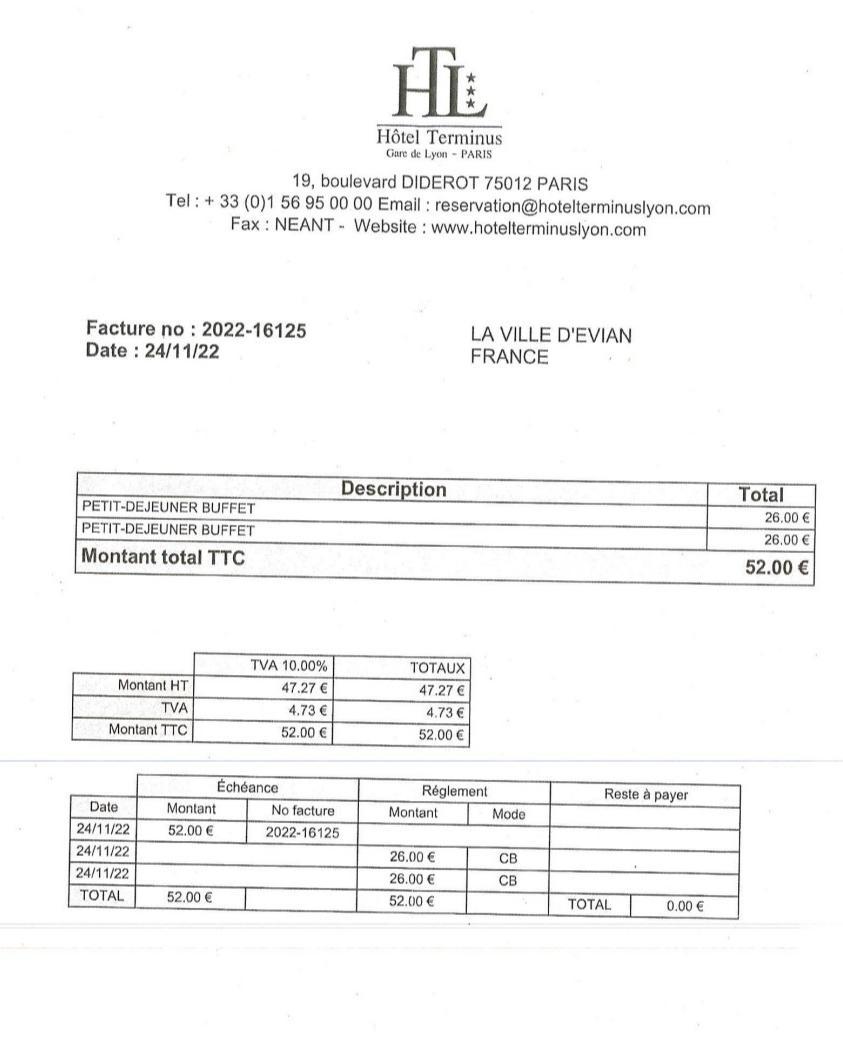 HTL
Hôtel Terminus
Gare de Lyon - PARIS
19, boulevard DIDEROT 75012 PARIS
Tel : + 33 (0)1 56 95 00 00 Email : reservation@hotelterminuslyon.com
Fax : NEANT - Website : www.hotelterminuslyon.com
Facture no : 2022-16125
Date : 24/11/22
LA VILLE D'EVIAN
FRANCE
Description Total
PETIT-DEJEUNER BUFFET 26.00 €
PETIT-DEJEUNER BUFFET 26.00 €
Montant total TTC 52.00 €
TVA 10.00% TOTAUX
Montant HT 47.27 € 47.27 €
TVA 4.73 € 4.73 €
Montant TTC 52.00 € 52.00 €
Échéance Réglement Reste à payer
Date Montant No facture Montant Mode
24/11/22 52.00 € 2022-16125
24/11/22 26.00 € CB
24/11/22 26.00 € CB
TOTAL 52.00 € 52.00 € TOTAL 0.00 €